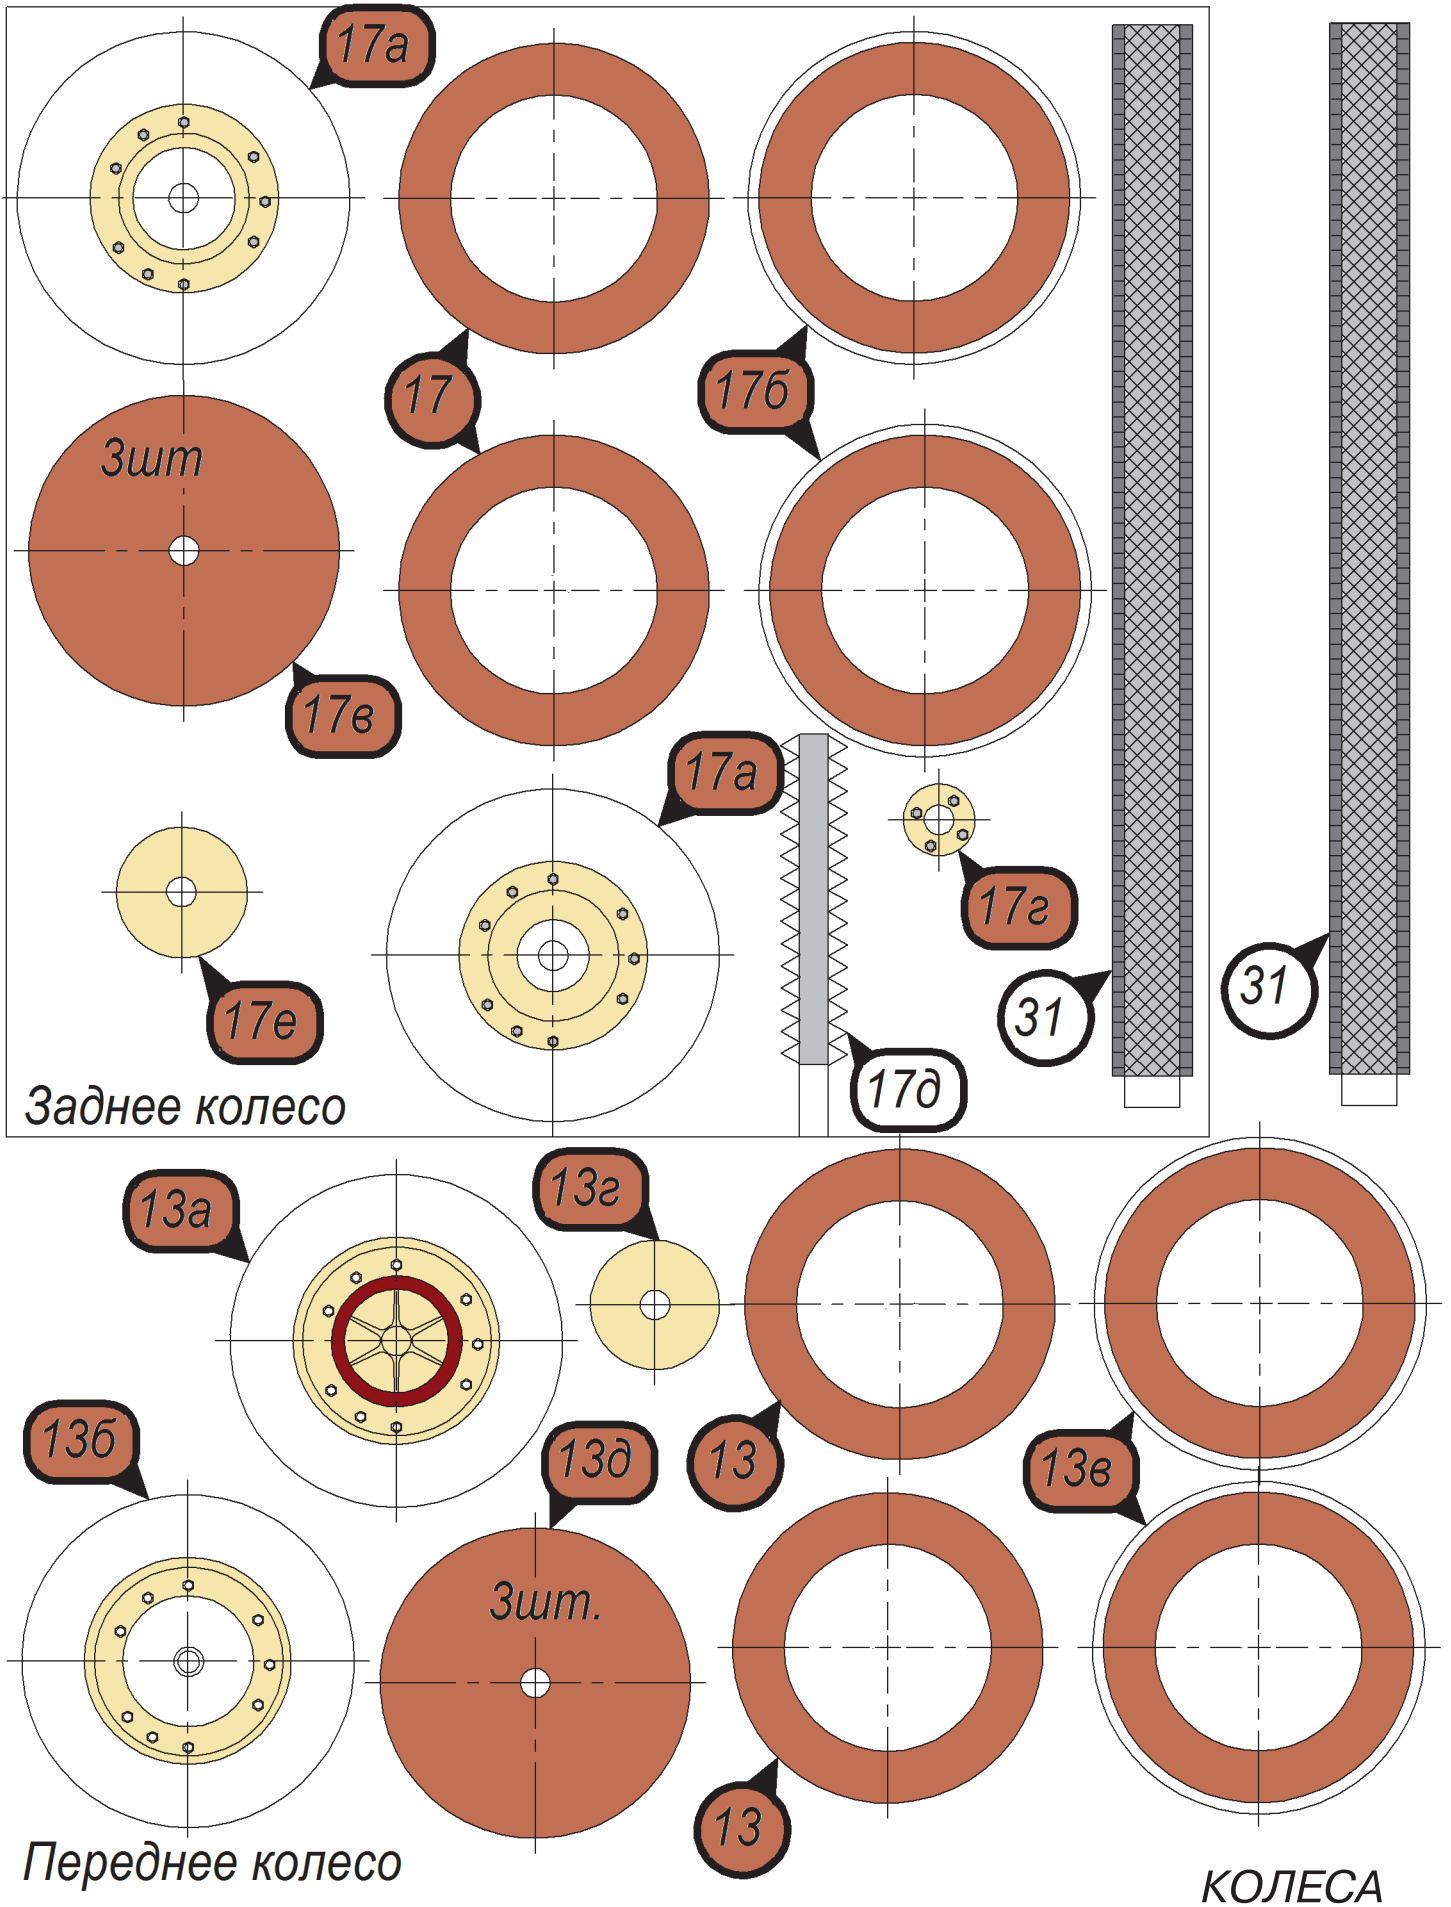 17а
17
17б
3шт
17в
17а
17г
17е
31
31
17д
Заднее колесо
13а
13г
13б
13д
13
13в
3шт.
13
Переднее колесо
КОЛЕСА